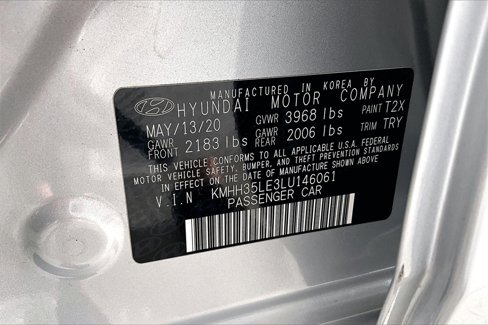 MANUFACTURED IN KOREA BY
HYUNDAI MOTOR COMPANY
MAY/13/20 GVWR 3968 lbs PAINT T2X
GAWR FRONT 2183 lbs GAWR REAR 2006 lbs TRIM TRY
THIS VEHICLE CONFORMS TO ALL APPLICABLE U.S.A. FEDERAL
MOTOR VEHICLE SAFETY, BUMPER, AND THEFT PREVENTION STANDARDS
IN EFFECT ON THE DATE OF MANUFACTURE SHOWN ABOVE.
V.I.N KMHH35LE3LU146061
PASSENGER CAR